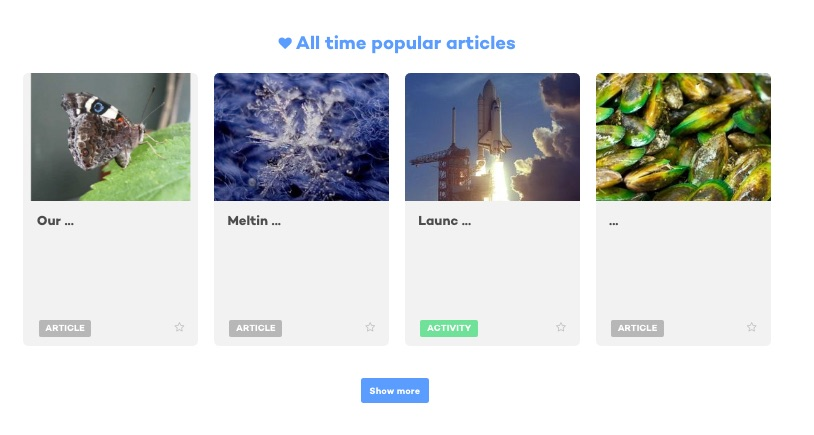 All time popular articles
Our ...
Meltin ...
Launc ...
...
ARTICLE
ARTICLE
ACTIVITY
ARTICLE
Show more